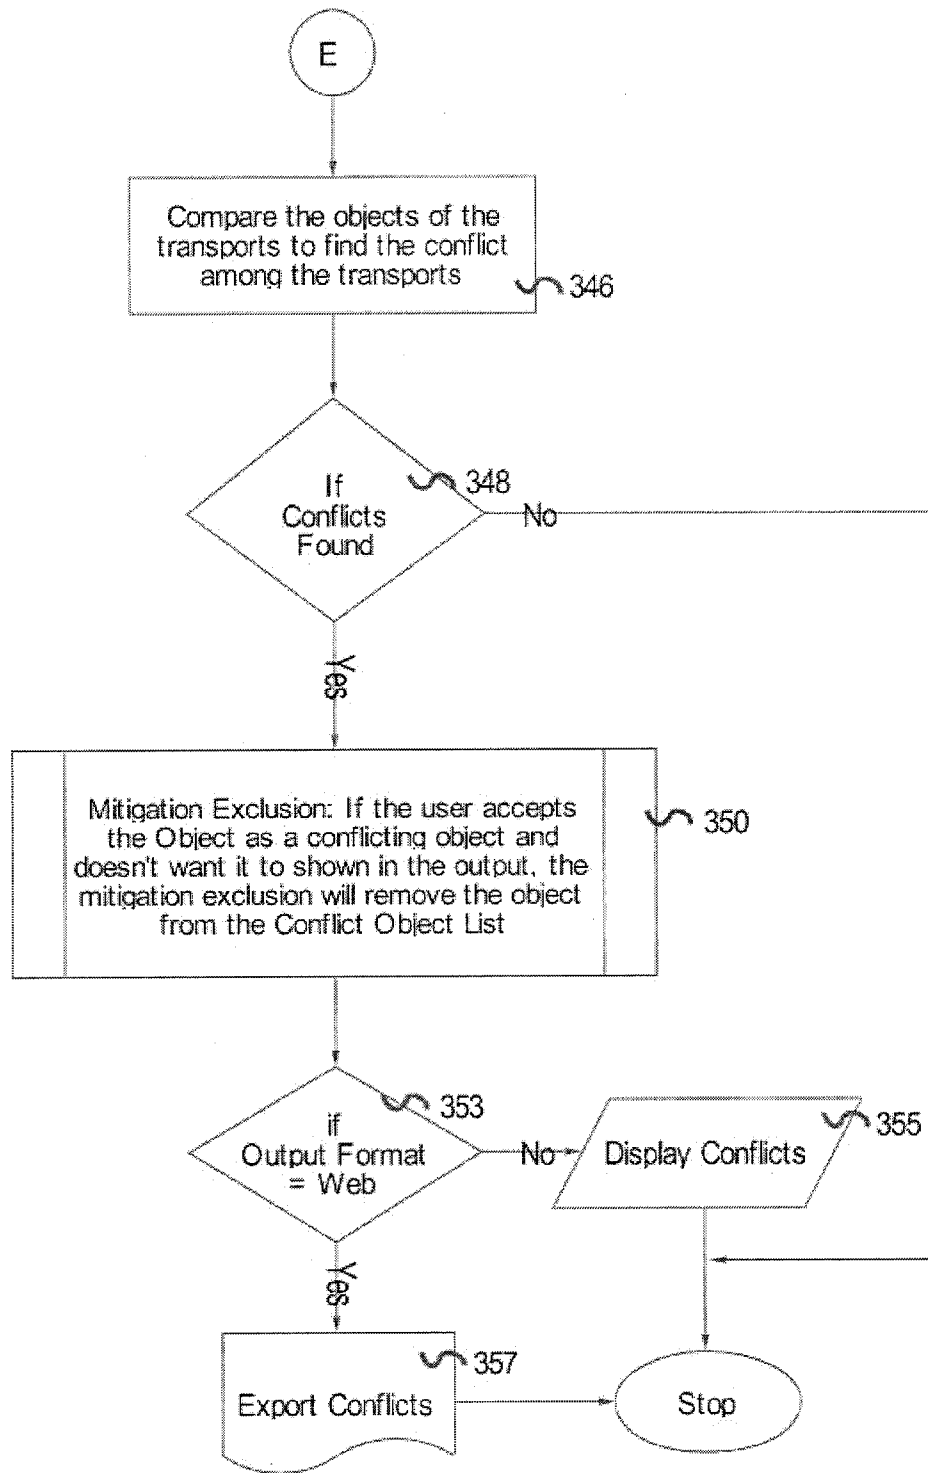 E
Compare the objects of the
transports to find the conflict
among the transports
346
If
Conflicts
Found
348
No
Yes
Mitigation Exclusion: If the user accepts
the Object as a conflicting object and
doesn't want it to shown in the output, the
mitigation exclusion will remove the object
from the Conflict Object List
350
if
Output Format
= Web
353
No
Display Conflicts
355
Yes
Export Conflicts
357
Stop